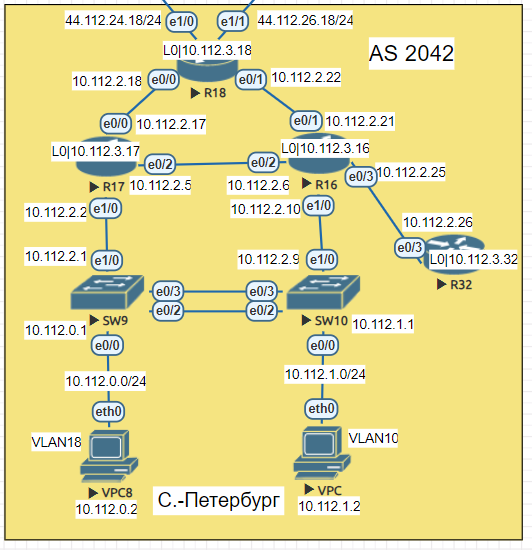 44.112.24.18/24
e1/0
e1/1
44.112.26.18/24
L0|10.112.3.18
AS 2042
10.112.2.18
e0/0
e0/1
10.112.2.22
R18
e0/0
10.112.2.17
e0/1
10.112.2.21
L0|10.112.3.17
L0|10.112.3.16
e0/2
e0/2
R17
10.112.2.5
10.112.2.6
R16
e0/3
10.112.2.25
10.112.2.2
e1/0
10.112.2.10
e1/0
10.112.2.26
10.112.2.1
e1/0
10.112.2.9
e1/0
e0/3
L0|10.112.3.32
R32
e0/3
e0/3
SW9
e0/2
e0/2
SW10
10.112.0.1
10.112.1.1
e0/0
e0/0
10.112.0.0/24
10.112.1.0/24
eth0
eth0
VLAN18
VLAN10
VPC8
VPC
10.112.0.2
С.-Петербург
10.112.1.2